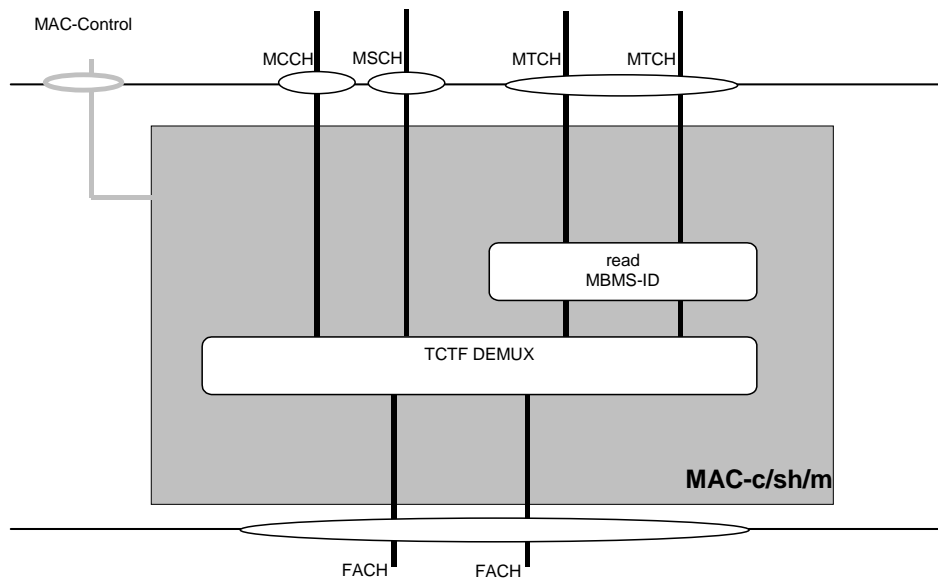 MAC-Control
MCCH
MSCH
MTCH
MTCH
read
MBMS-ID
TCTF DEMUX
MAC-c/sh/m
FACH
FACH